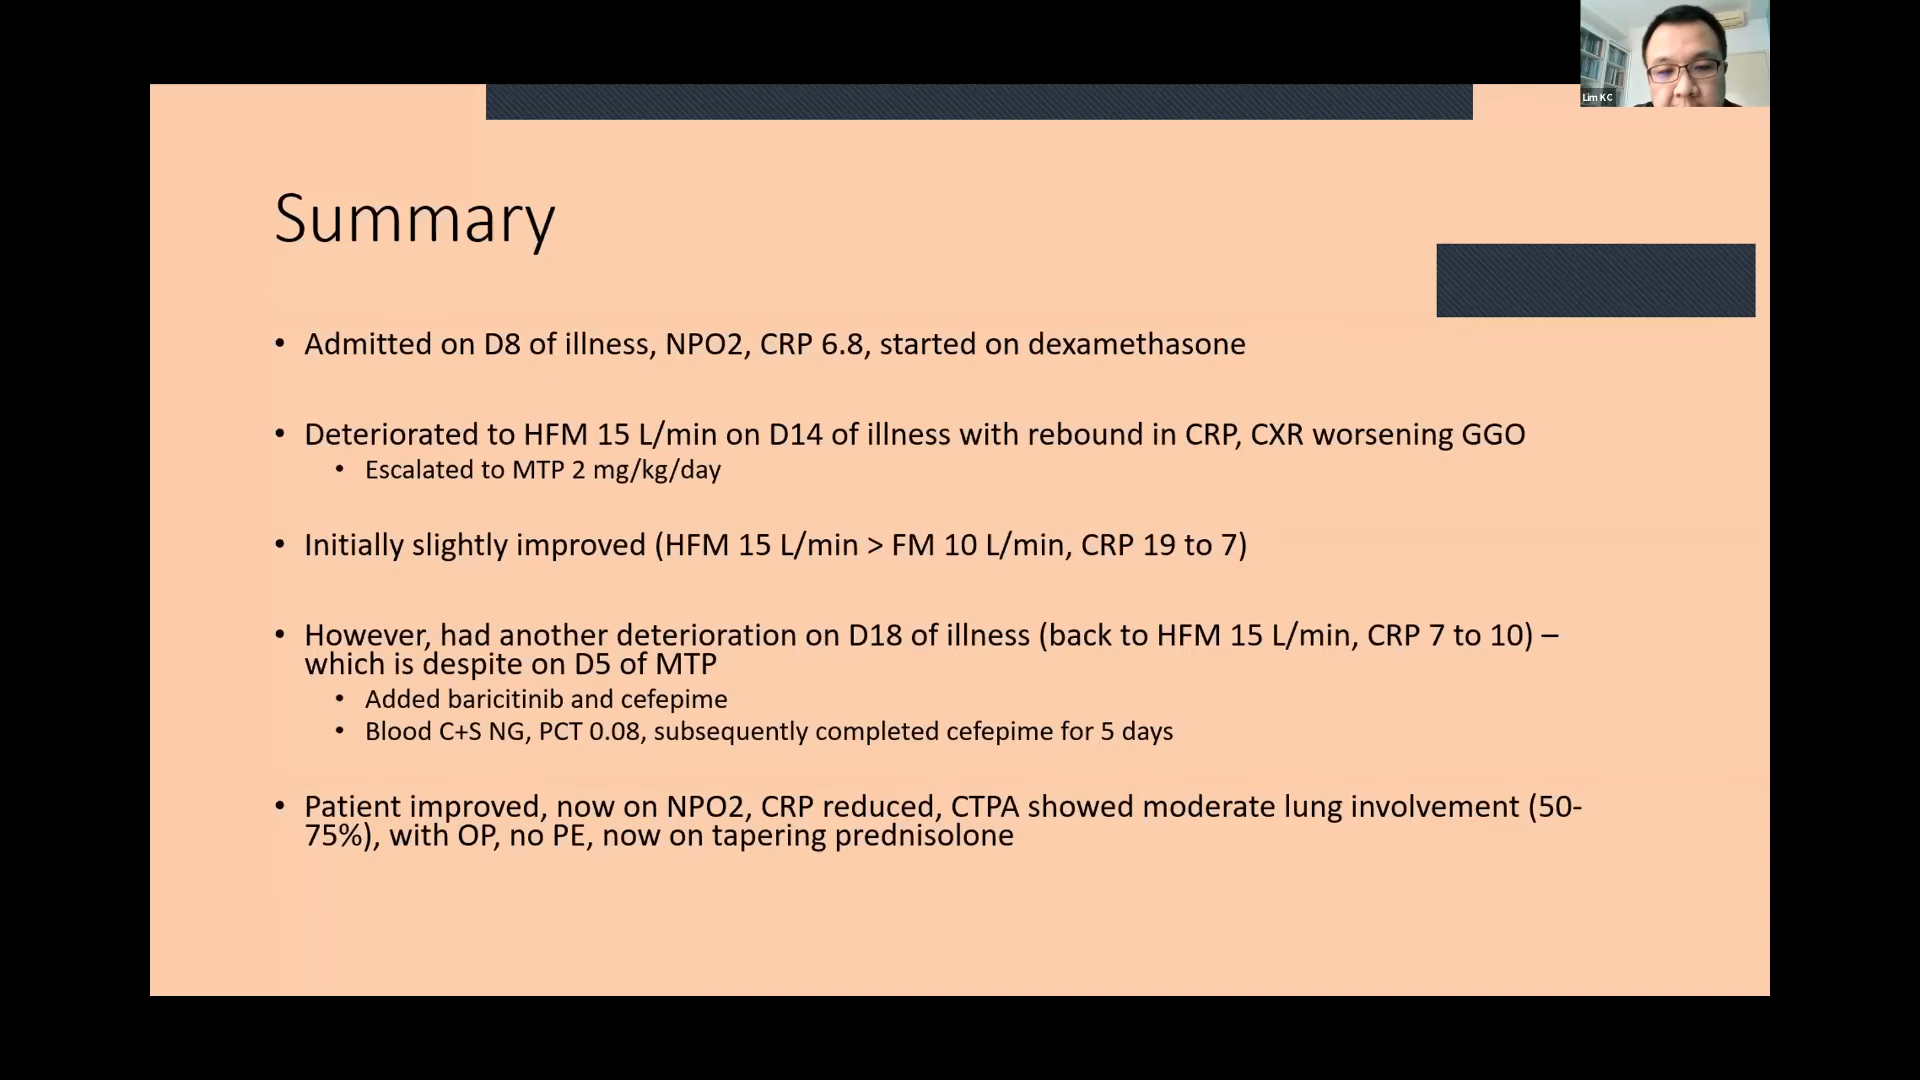 Lim KC
Summary
• Admitted on D8 of illness, NPO2, CRP 6.8, started on dexamethasone
• Deteriorated to HFM 15 L/min on D14 of illness with rebound in CRP, CXR worsening GGO
• Escalated to MTP 2 mg/kg/day
• Initially slightly improved (HFM 15 L/min > FM 10 L/min, CRP 19 to 7)
• However, had another deterioration on D18 of illness (back to HFM 15 L/min, CRP 7 to 10) –
which is despite on D5 of MTP
• Added baricitinib and cefepime
• Blood C+S NG, PCT 0.08, subsequently completed cefepime for 5 days
• Patient improved, now on NPO2, CRP reduced, CTPA showed moderate lung involvement (50-
75%), with OP, no PE, now on tapering prednisolone